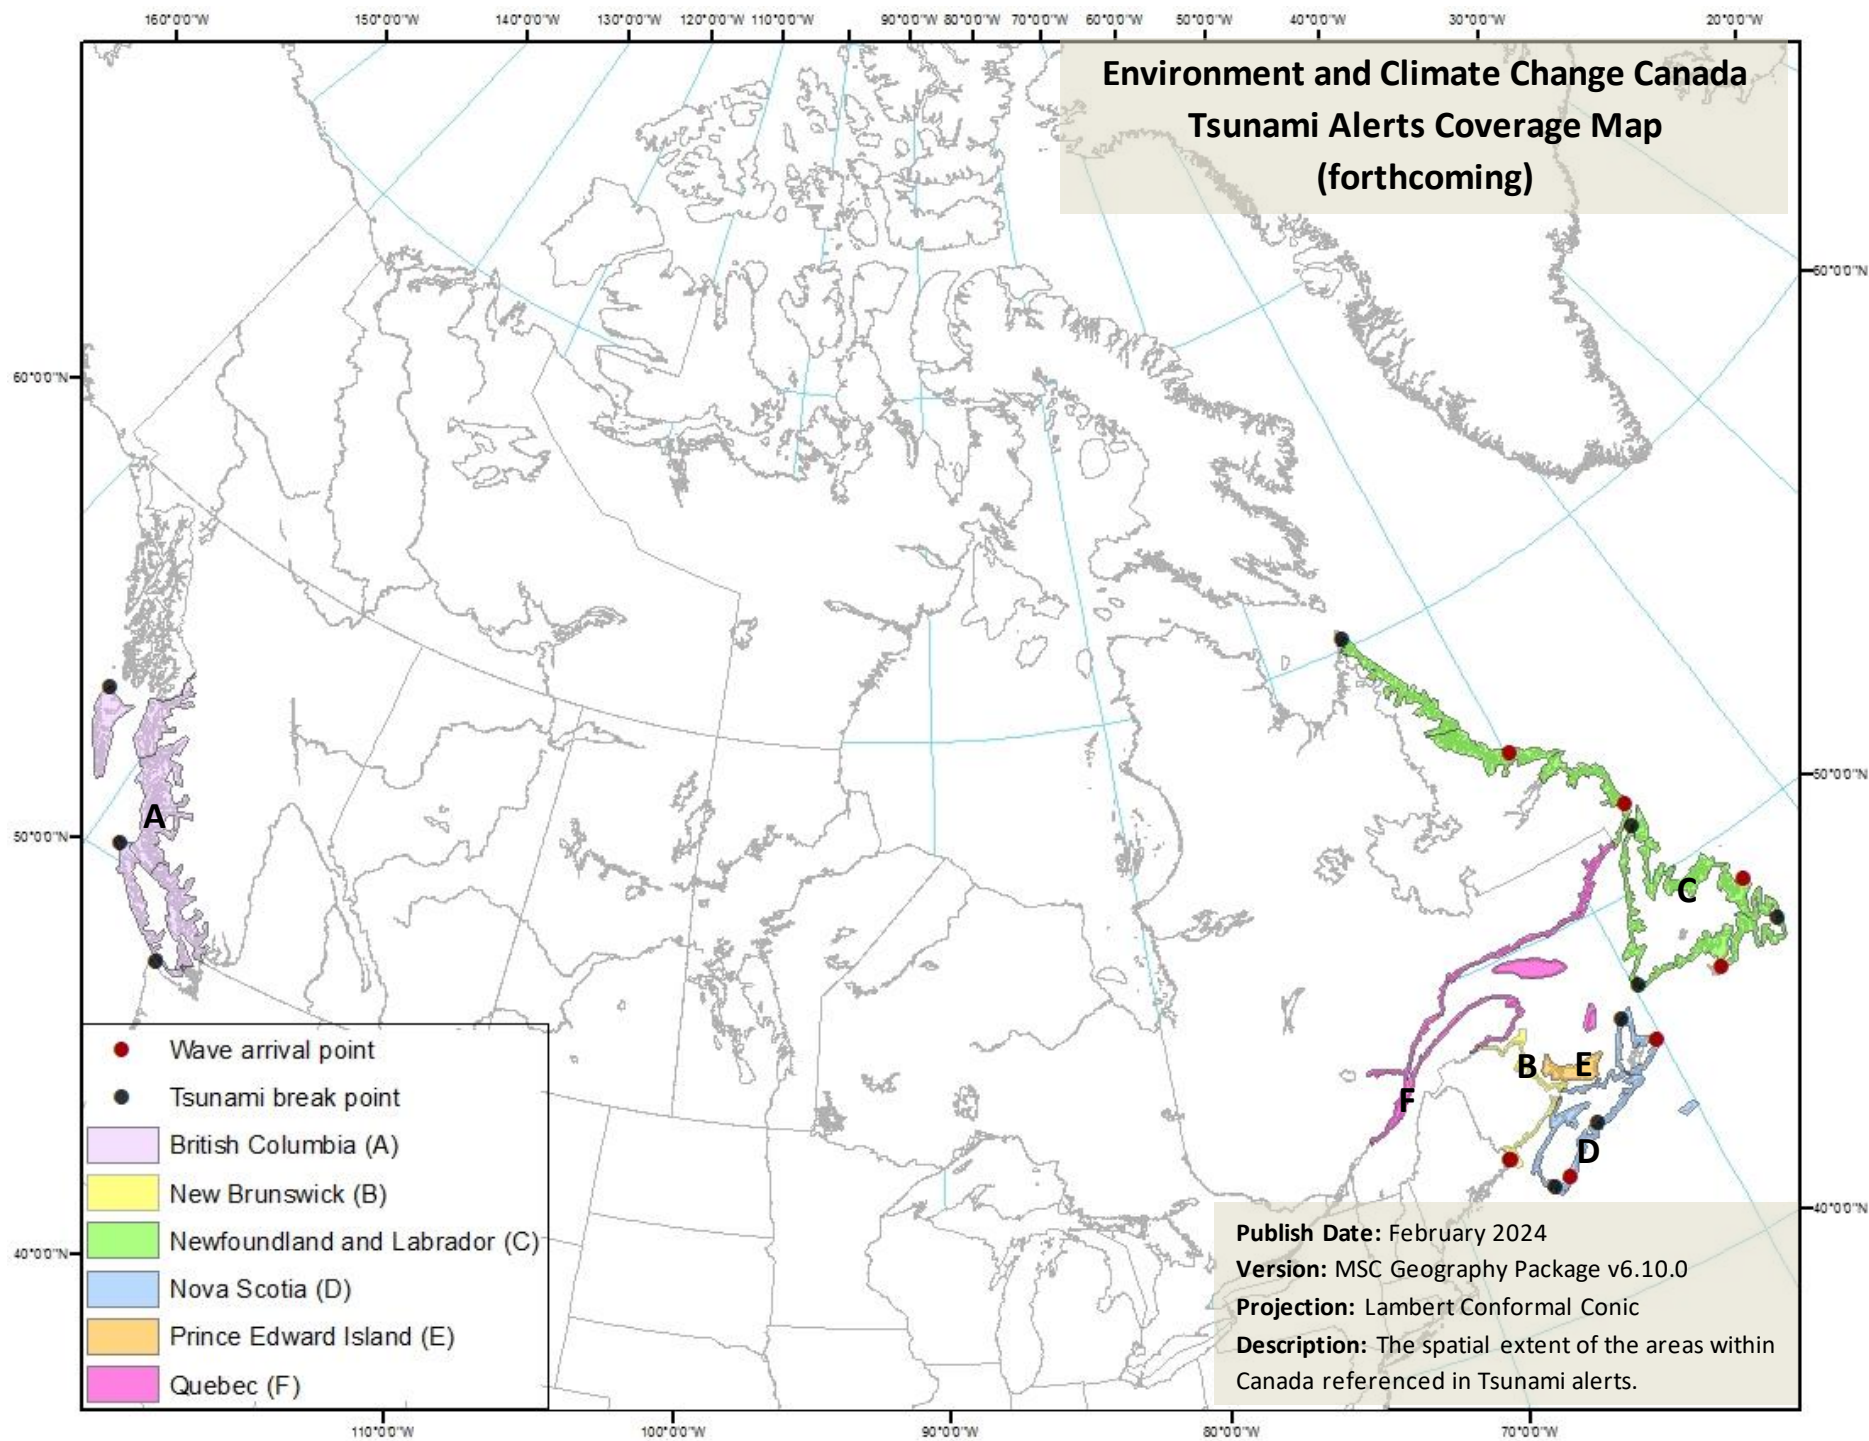 160°0'0"W 150°0'0"W 140°0'0"W 130°0'0"W 120°0'0"W 110°0'0"W 90°0'0"W 80°0'0"W 70°0'0"W 60°0'0"W 50°0'0"W 40°0'0"W 30°0'0"W 20°0'0"W
Environment and Climate Change Canada
Tsunami Alerts Coverage Map
(forthcoming)
60°0'0"N
60°0'0"N
50°0'0"N
A
50°0'0"N
C
B
E
F
D
Wave arrival point
Tsunami break point
British Columbia (A)
New Brunswick (B)
Newfoundland and Labrador (C)
Nova Scotia (D)
Prince Edward Island (E)
Quebec (F)
40°0'0"N
40°0'0"N
Publish Date: February 2024
Version: MSC Geography Package v6.10.0
Projection: Lambert Conformal Conic
Description: The spatial extent of the areas within
Canada referenced in Tsunami alerts.
110°0'0"W 100°0'0"W 90°0'0"W 80°0'0"W 70°0'0"W